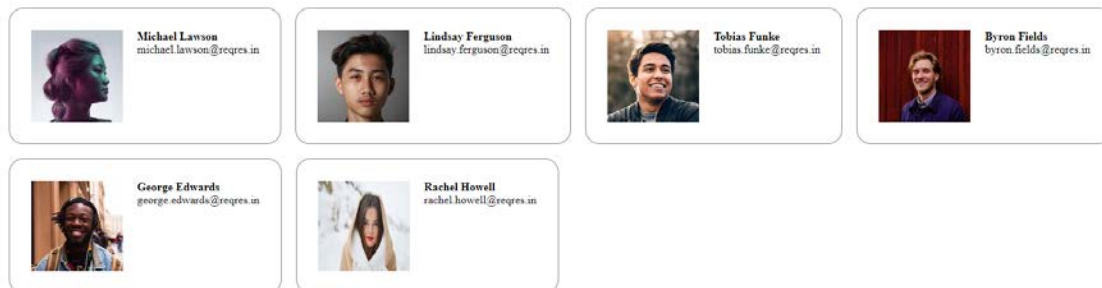 Michael Lawson
michael.lawson@reqres.in
Lindsay Ferguson
lindsay.ferguson@reqres.in
Tobias Funke
tobias.funke@reqres.in
Byron Fields
byron.fields@reqres.in
George Edwards
george.edwards@reqres.in
Rachel Howell
rachel.howell@reqres.in